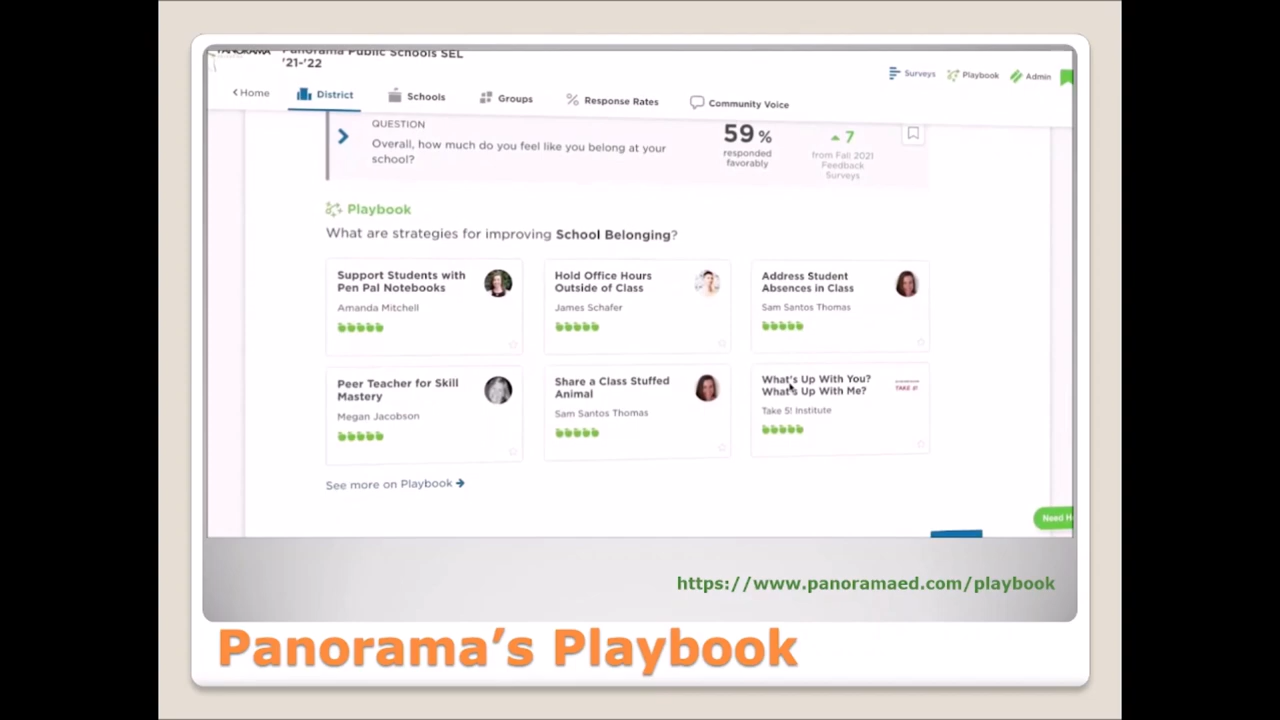 PANORAMA
Panorama Public Schools SEL
'21-'22
Surveys
Playbook
Admin
Home
District
Schools
Groups
Response Rates
Community Voice
QUESTION
Overall, how much do you feel like you belong at your
school?
59 %
responded
favorably
7
from Fall 2021
Feedback
Surveys
Playbook
What are strategies for improving School Belonging?
Support Students with
Pen Pal Notebooks
Amanda Mitchell
Hold Office Hours
Outside of Class
James Schafer
Address Student
Absences in Class
Sam Santos Thomas
Peer Teacher for Skill
Mastery
Megan Jacobson
Share a Class Stuffed
Animal
Sam Santos Thomas
What's Up With You?
What's Up With Me?
Take 5! Institute
TAKE 5!
See more on Playbook
Need
https://www.panoramaed.com/playbook
Panorama's Playbook